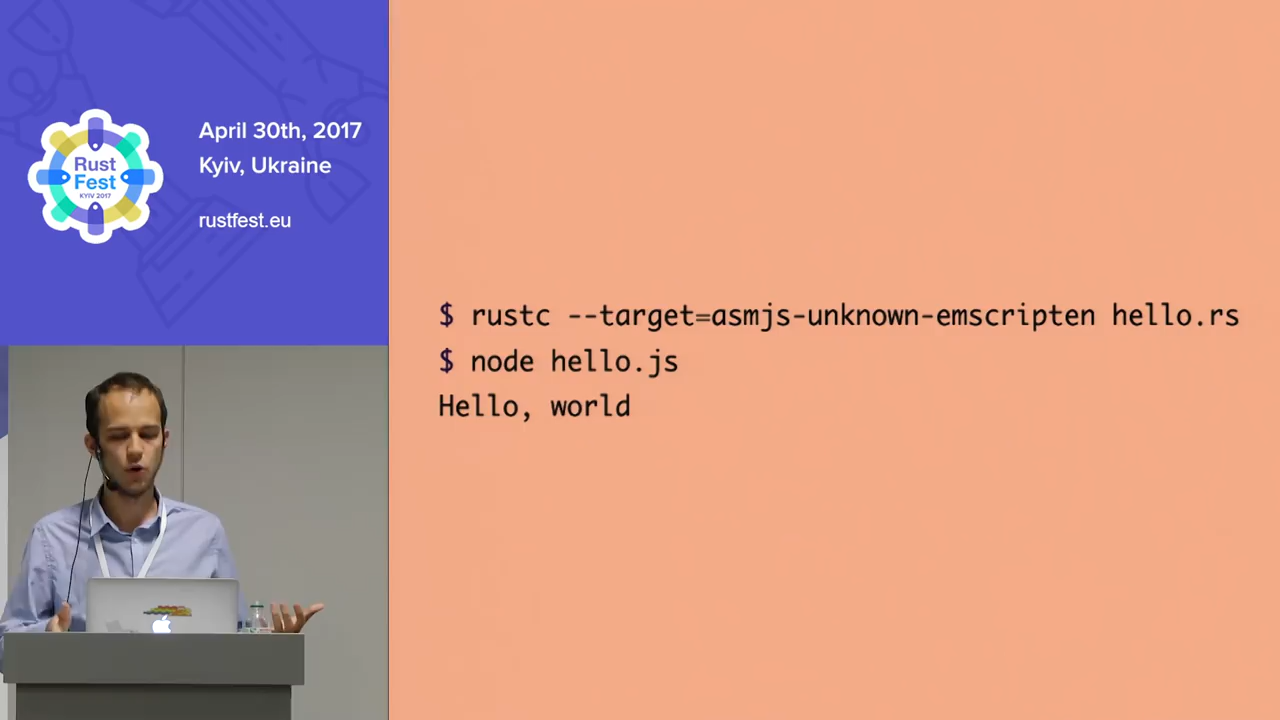 Rust
Fest
KYIV 2017
April 30th, 2017
Kyiv, Ukraine
rustfest.eu
$ rustc --target=asmjs-unknown-emscripten hello.rs
$ node hello.js
Hello, world